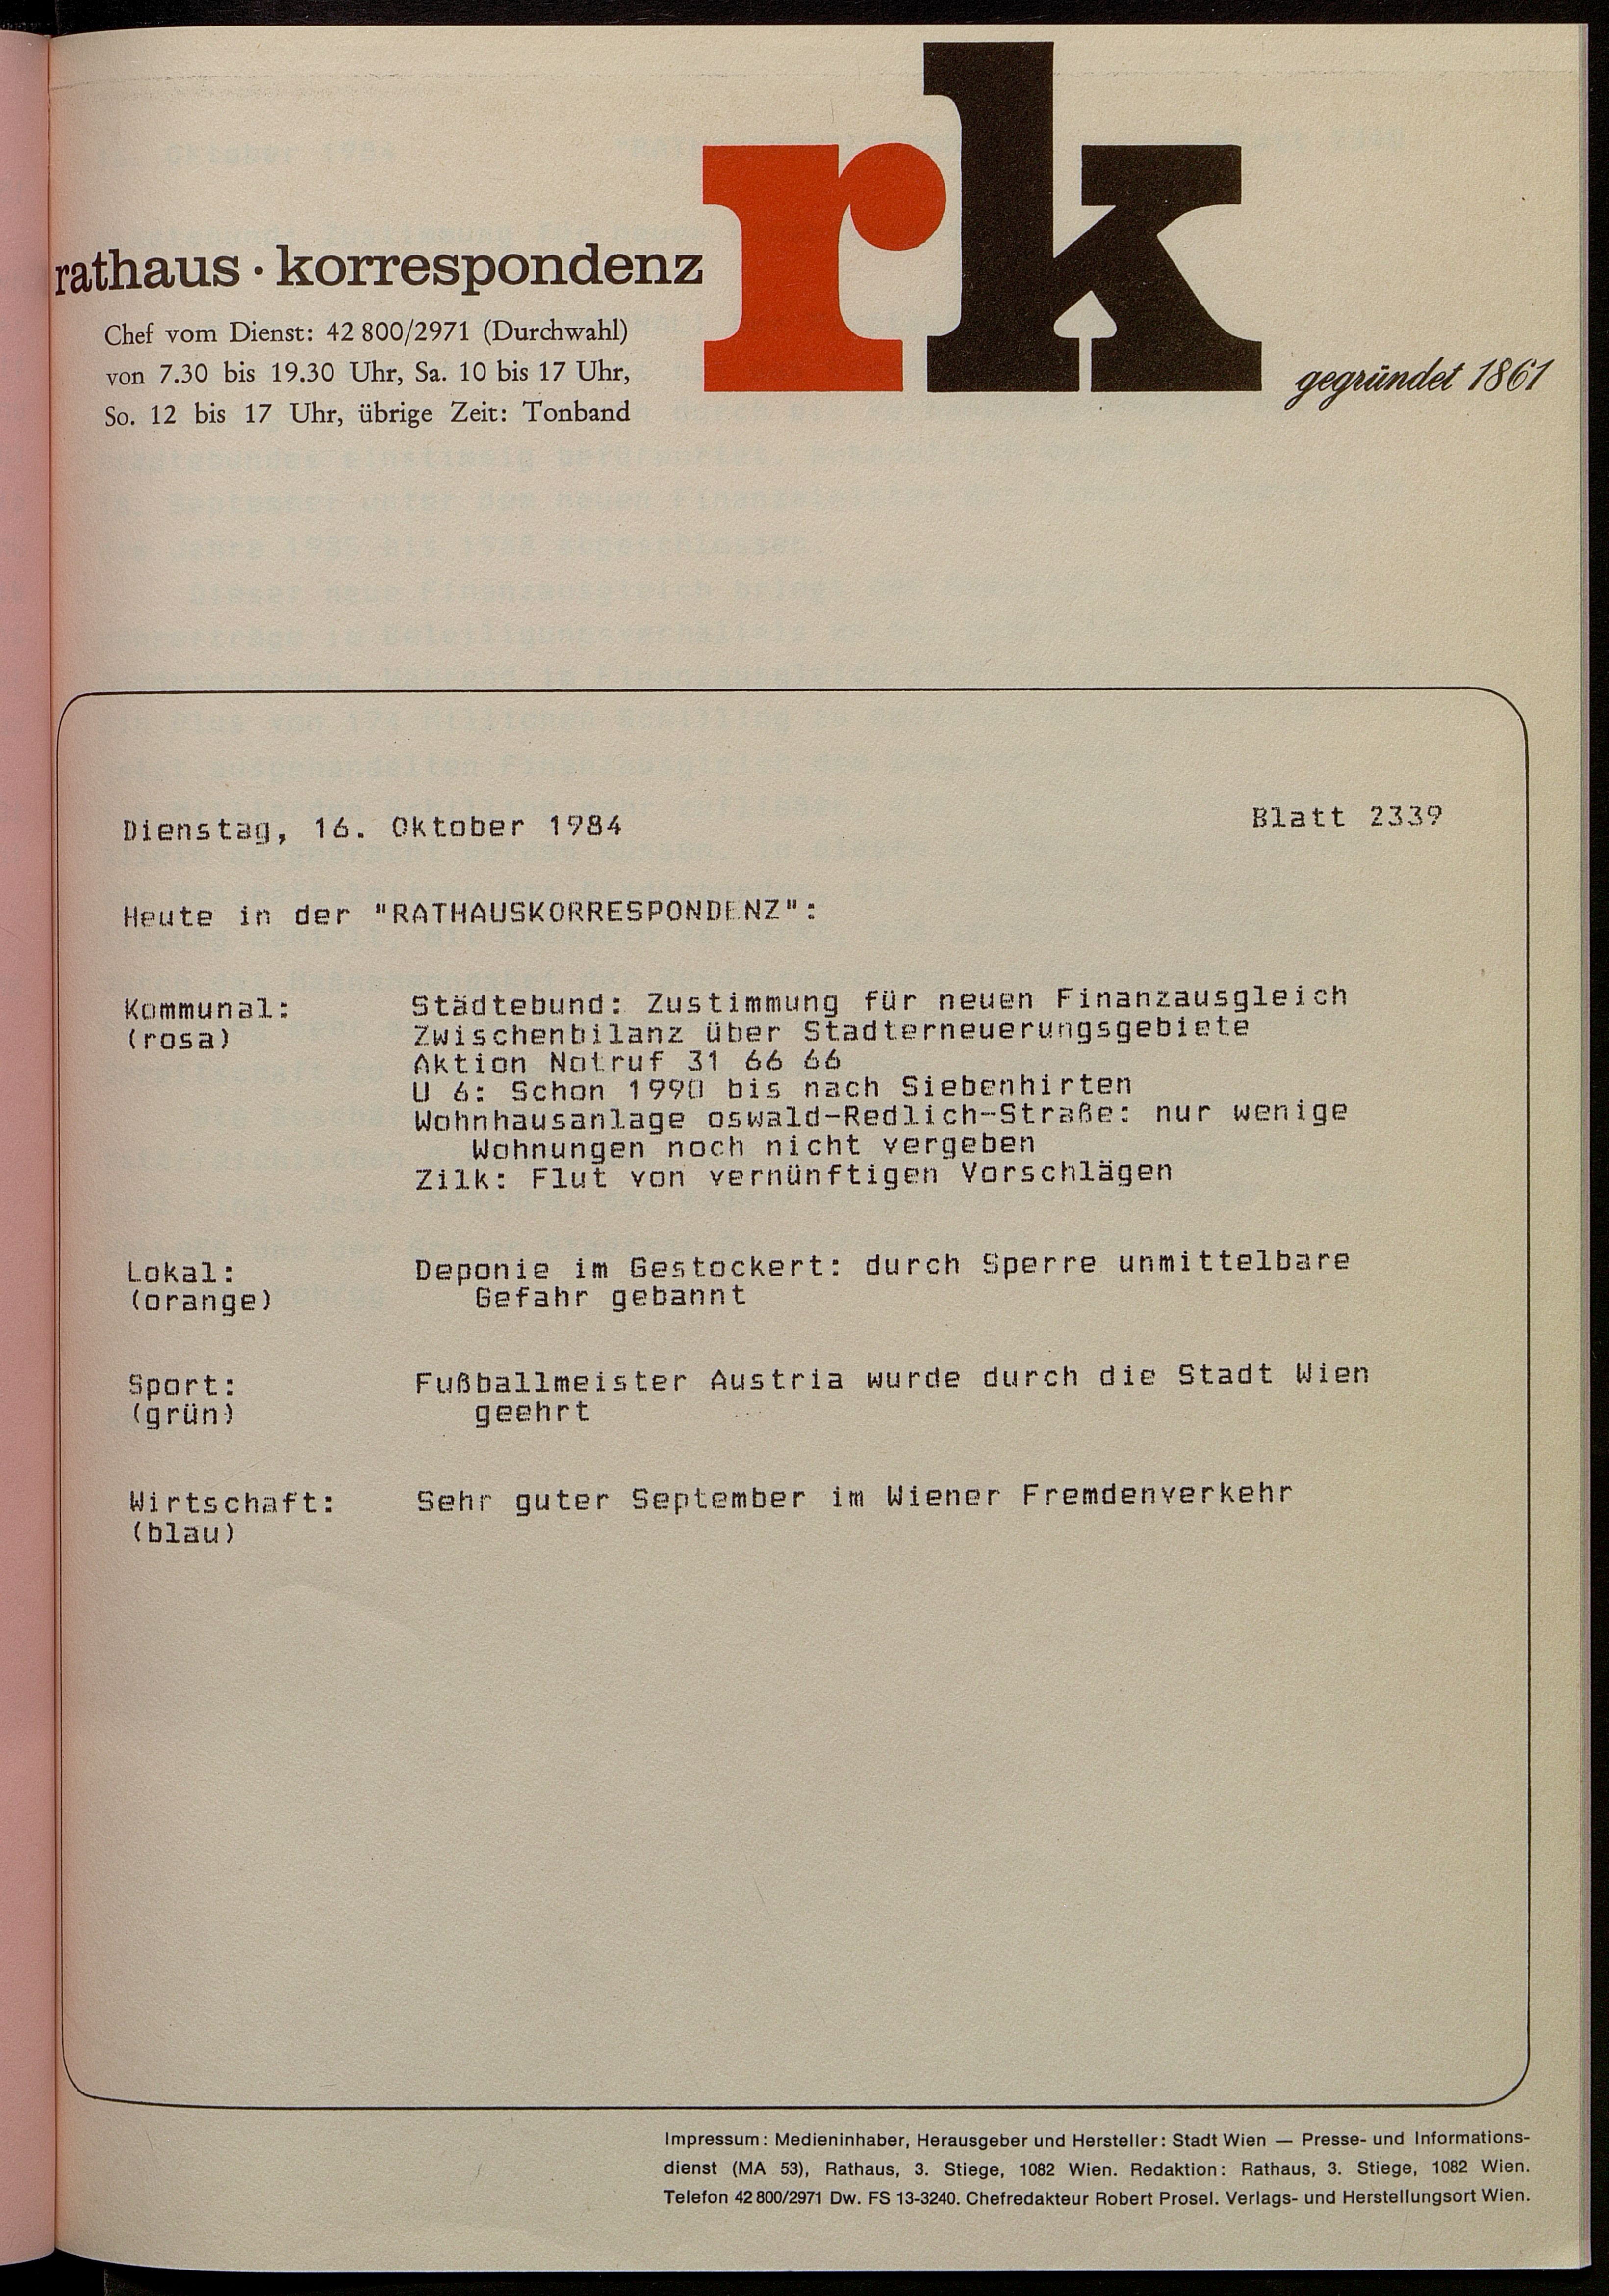 rk
rathaus · korrespondenz
Chef vom Dienst: 42 800/2971 (Durchwahl)
von 7.30 bis 19.30 Uhr, Sa. 10 bis 17 Uhr,
So. 12 bis 17 Uhr, übrige Zeit: Tonband
gegründet 1861
Dienstag, 16. Oktober 1984 Blatt 2339
Heute in der "RATHAUSKORRESPONDENZ":
Kommunal: Städtebund: Zustimmung für neuen Finanzausgleich
(rosa) Zwischenbilanz über Stadterneuerungsgebiete
Aktion Notruf 31 66 66
U 6: Schon 1990 bis nach Siebenhirten
Wohnhausanlage oswald-Redlich-Straße: nur wenige
Wohnungen noch nicht vergeben
Zilk: Flut von vernünftigen Vorschlägen
Lokal: Deponie im Gestockert: durch Sperre unmittelbare
(orange) Gefahr gebannt
Sport: Fußballmeister Austria wurde durch die Stadt Wien
(grün) geehrt
Wirtschaft: Sehr guter September im Wiener Fremdenverkehr
(blau)
Impressum: Medieninhaber, Herausgeber und Hersteller: Stadt Wien — Presse- und Informations-
dienst (MA 53), Rathaus, 3. Stiege, 1082 Wien. Redaktion: Rathaus, 3. Stiege, 1082 Wien.
Telefon 42 800/2971 Dw. FS 13-3240. Chefredakteur Robert Prosel. Verlags- und Herstellungsort Wien.